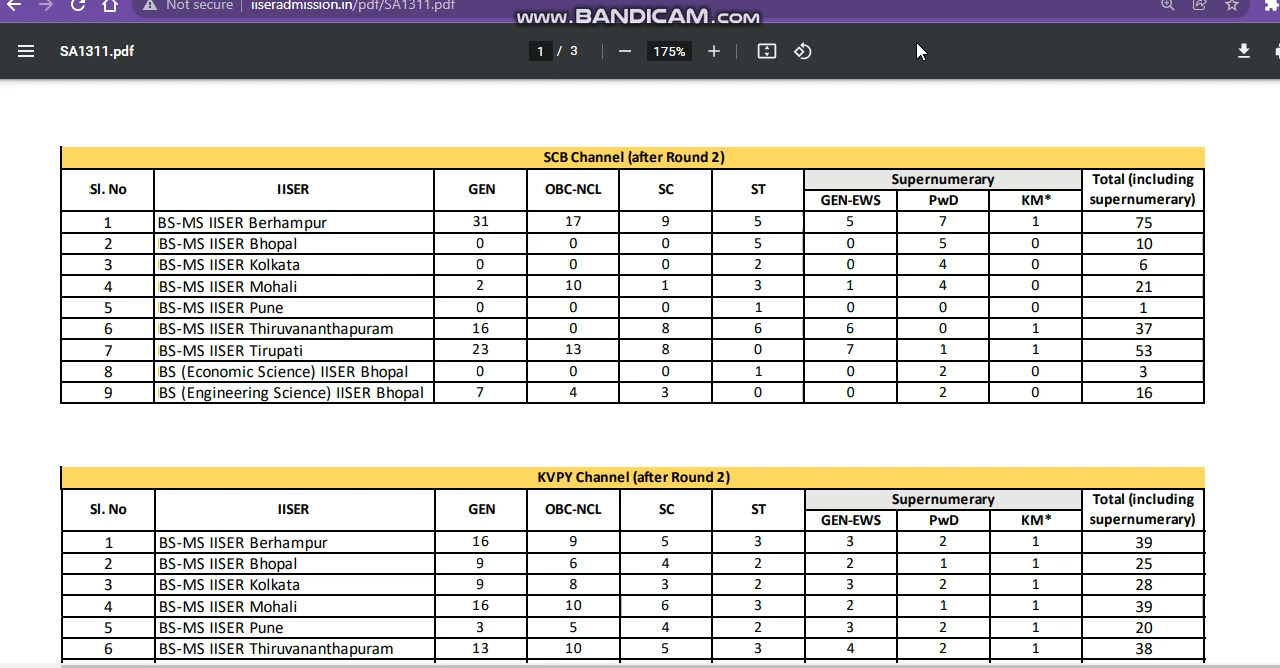 Not secure | iiseradmission.in/pdf/SA1311.pdf
www.BANDICAM.com
SA1311.pdf 1 / 3 175%
SCB Channel (after Round 2)
Sl. No IISER GEN OBC-NCL SC ST Supernumerary Total (including supernumerary)
GEN-EWS PwD KM*
1 BS-MS IISER Berhampur 31 17 9 5 5 7 1 75
2 BS-MS IISER Bhopal 0 0 0 5 0 5 0 10
3 BS-MS IISER Kolkata 0 0 0 2 0 4 0 6
4 BS-MS IISER Mohali 2 10 1 3 1 4 0 21
5 BS-MS IISER Pune 0 0 0 1 0 0 0 1
6 BS-MS IISER Thiruvananthapuram 16 0 8 6 6 0 1 37
7 BS-MS IISER Tirupati 23 13 8 0 7 1 1 53
8 BS (Economic Science) IISER Bhopal 0 0 0 1 0 2 0 3
9 BS (Engineering Science) IISER Bhopal 7 4 3 0 0 2 0 16
KVPY Channel (after Round 2)
Sl. No IISER GEN OBC-NCL SC ST Supernumerary Total (including supernumerary)
GEN-EWS PwD KM*
1 BS-MS IISER Berhampur 16 9 5 3 3 2 1 39
2 BS-MS IISER Bhopal 9 6 4 2 2 1 1 25
3 BS-MS IISER Kolkata 9 8 3 2 3 2 1 28
4 BS-MS IISER Mohali 16 10 6 3 2 1 1 39
5 BS-MS IISER Pune 3 5 4 2 3 2 1 20
6 BS-MS IISER Thiruvananthapuram 13 10 5 3 4 2 1 38